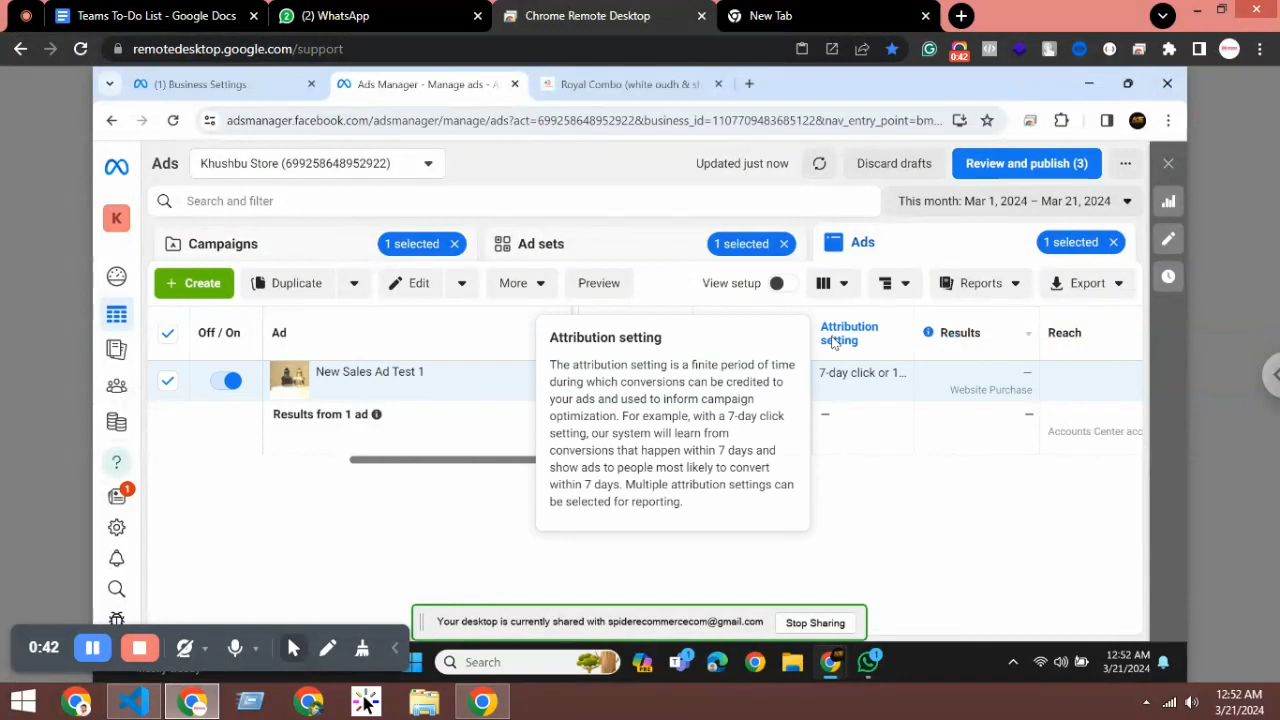 Teams To-Do List - Google Docs
(2) WhatsApp
Chrome Remote Desktop
New Tab
remotedesktop.google.com/support
0:42
(1) Business Settings
Ads Manager - Manage ads - A
Royal Combo (white oudh & sl
adsmanager.facebook.com/adsmanager/manage/ads?act=699258648952922&business_id=1107709483685122&nav_entry_point=bm...
Ads
Khushbu Store (699258648952922)
Updated just now
Discard drafts
Review and publish (3)
Search and filter
This month: Mar 1, 2024 – Mar 21, 2024
K
Campaigns
1 selected
Ad sets
1 selected
Ads
1 selected
+ Create
Duplicate
Edit
More
Preview
View setup
Reports
Export
Off / On
Ad
Attribution
setting
Results
Reach
New Sales Ad Test 1
7-day click or 1...
—
Website Purchase
Results from 1 ad
—
—
Accounts Center acc
Attribution setting
The attribution setting is a finite period of time
during which conversions can be credited to
your ads and used to inform campaign
optimization. For example, with a 7-day click
setting, our system will learn from
conversions that happen within 7 days and
show ads to people most likely to convert
within 7 days. Multiple attribution settings can
be selected for reporting.
1
Your desktop is currently shared with spiderecommercecom@gmail.com
Stop Sharing
0:42
Search
1
1
12:52 AM
3/21/2024
12:52 AM
3/21/2024